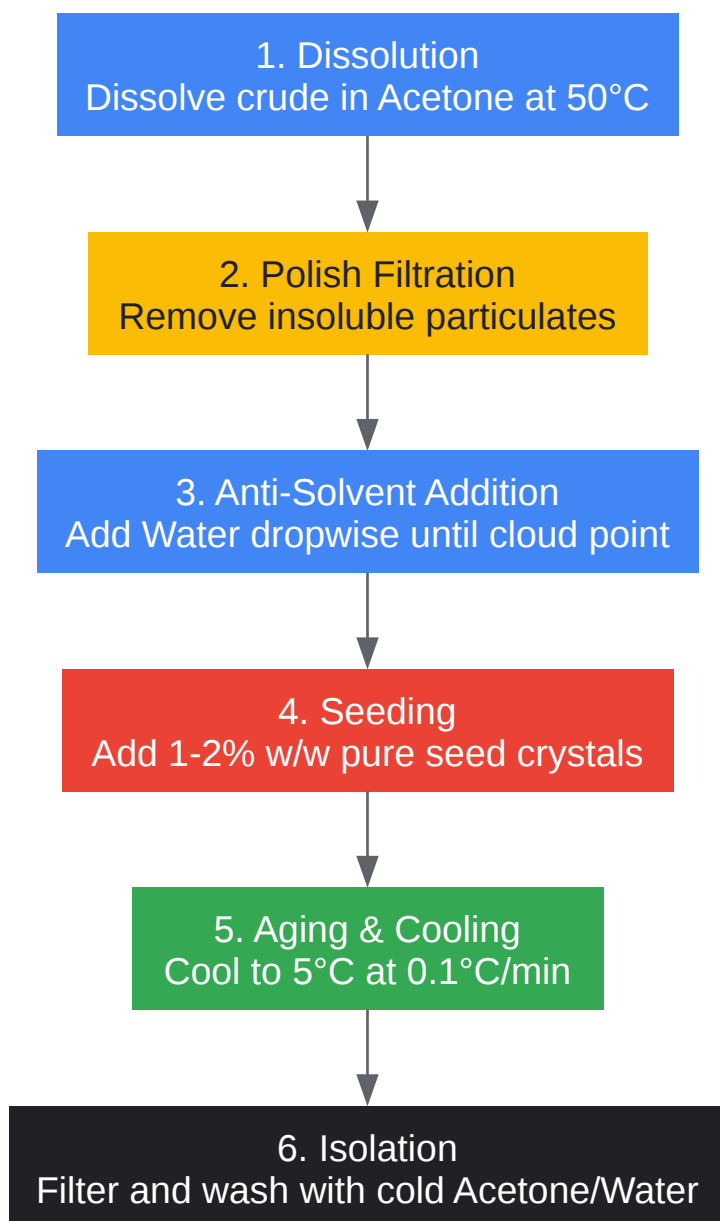 1. Dissolution
Dissolve crude in Acetone at 50°C
2. Polish Filtration
Remove insoluble particulates
3. Anti-Solvent Addition
Add Water dropwise until cloud point
4. Seeding
Add 1-2% w/w pure seed crystals
5. Aging & Cooling
Cool to 5°C at 0.1°C/min
6. Isolation
Filter and wash with cold Acetone/Water